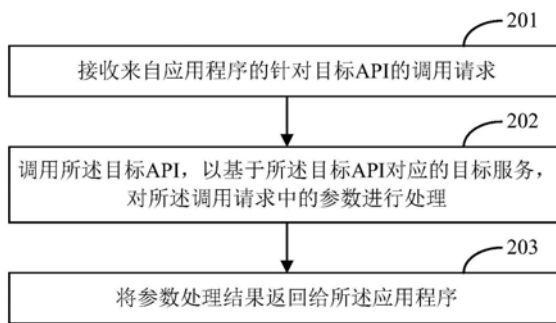 201
接收来自应用程序的针对目标API的调用请求
202
调用所述目标API，以基于所述目标API对应的目标服务，
对所述调用请求中的参数进行处理
203
将参数处理结果返回给所述应用程序